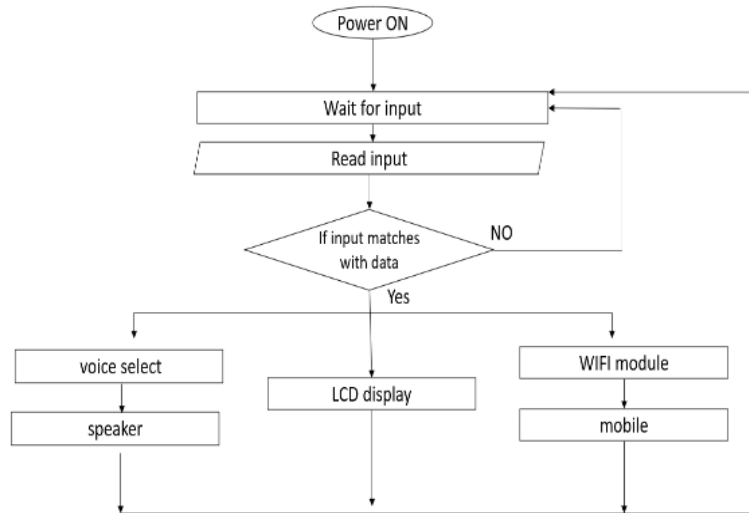 Power ON
Wait for input
Read input
If input matches
with data
NO
Yes
voice select
LCD display
WIFI module
speaker
mobile